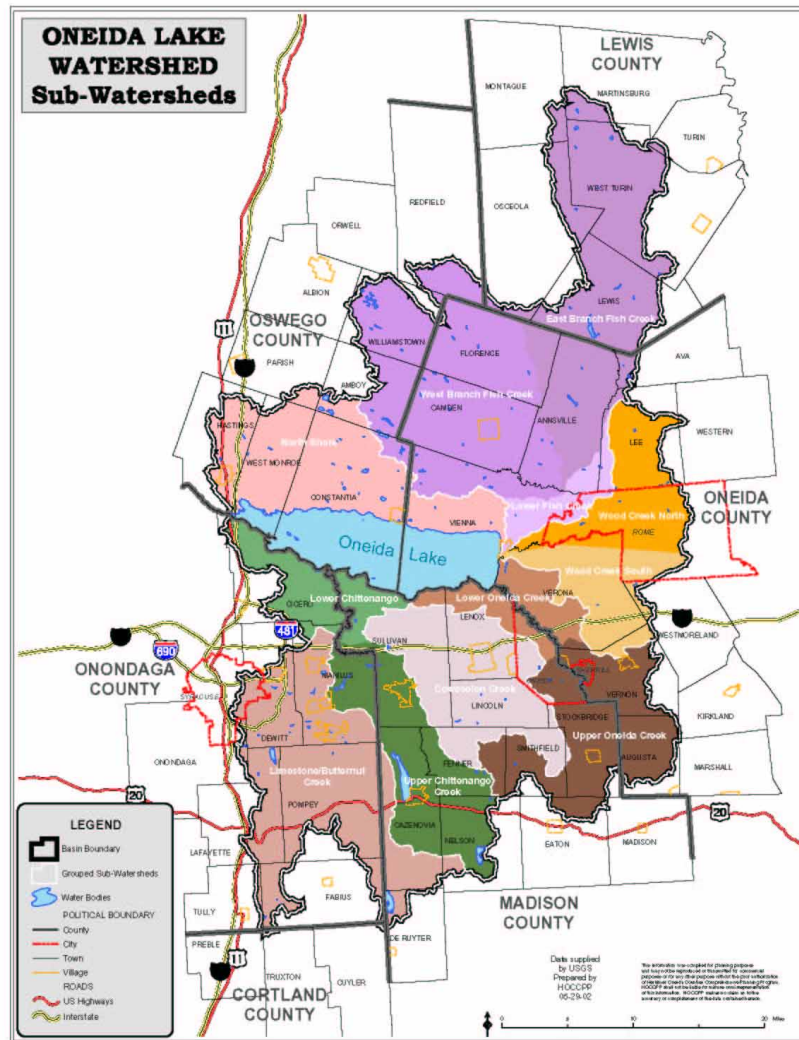 ONEIDA LAKE
WATERSHED
Sub-Watersheds
LEWIS
COUNTY
MONTAGUE
MARTINSBURG
TURIN
WEST TURIN
REDFIELD
OSCEOLA
ORWELL
ALBION
LEWIS
East Branch Fish Creek
11
OSWEGO
COUNTY
WILLIAMSTOWN
FLORENCE
AVA
PARISH
AMBOY
West Branch Fish Creek
CAMDEN
ANNSVILLE
HASTINGS
LEE
WESTERN
North Shore
WEST MONROE
ONEIDA
COUNTY
CONSTANTIA
Lower Fish Creek
VIENNA
Wood Creek North
ROME
Oneida Lake
Wood Creek South
Lower Chittenango
Lower Oneida Creek
VERONA
CICERO
LENOX
481
690
SULLIVAN
WESTMORELAND
ONONDAGA
COUNTY
SYRACUSE
MANLIUS
Cowaselon Creek
VERNON
LINCOLN
KIRKLAND
STOCKBRIDGE
DEWITT
Upper Oneida Creek
SMITHFIELD
ONONDAGA
AUGUSTA
MARSHALL
FENNER
Limestone/Butternut
Creek
Upper Chittenango
Creek
20
POMPEY
20
CAZENOVIA
NELSON
EATON
MADISON
LAFAYETTE
FABIUS
MADISON
COUNTY
TULLY
DE RUYTER
PREBLE
11
TRUXTON
CUYLER
CORTLAND
COUNTY
LEGEND
Basin Boundary
Grouped Sub-Watersheds
Water Bodies
POLITICAL BOUNDARY
County
City
Town
Village
ROADS
US Highways
Interstate
Data supplied
by USGS
Prepared by
HOCCPP
05-29-02
0 5 10 20 Miles